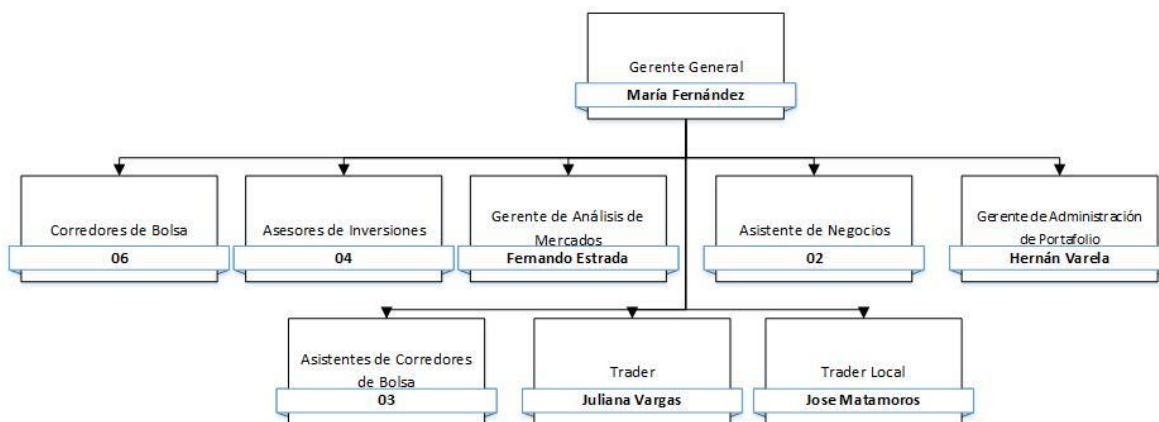 Gerente General
María Fernández
Corredores de Bolsa
06
Asesores de Inversiones
04
Gerente de Análisis de
Mercados
Fernando Estrada
Asistente de Negocios
02
Gerente de Administración
de Portafolio
Hernán Varela
Asistentes de Corredores
de Bolsa
03
Trader
Juliana Vargas
Trader Local
Jose Matamoros